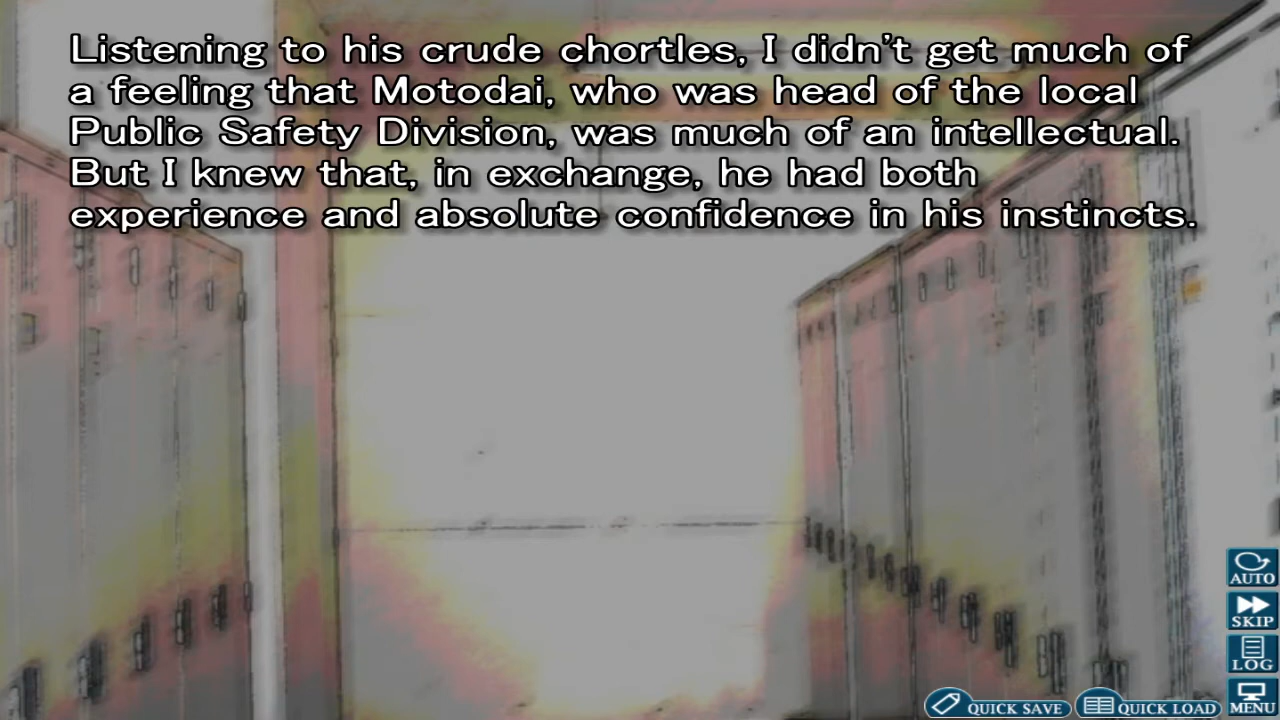 Listening to his crude chortles, I didn't get much of
a feeling that Motodai, who was head of the local
Public Safety Division, was much of an intellectual.
But I knew that, in exchange, he had both
experience and absolute confidence in his instincts.
AUTO
SKIP
LOG
MENU
QUICK SAVE
QUICK LOAD